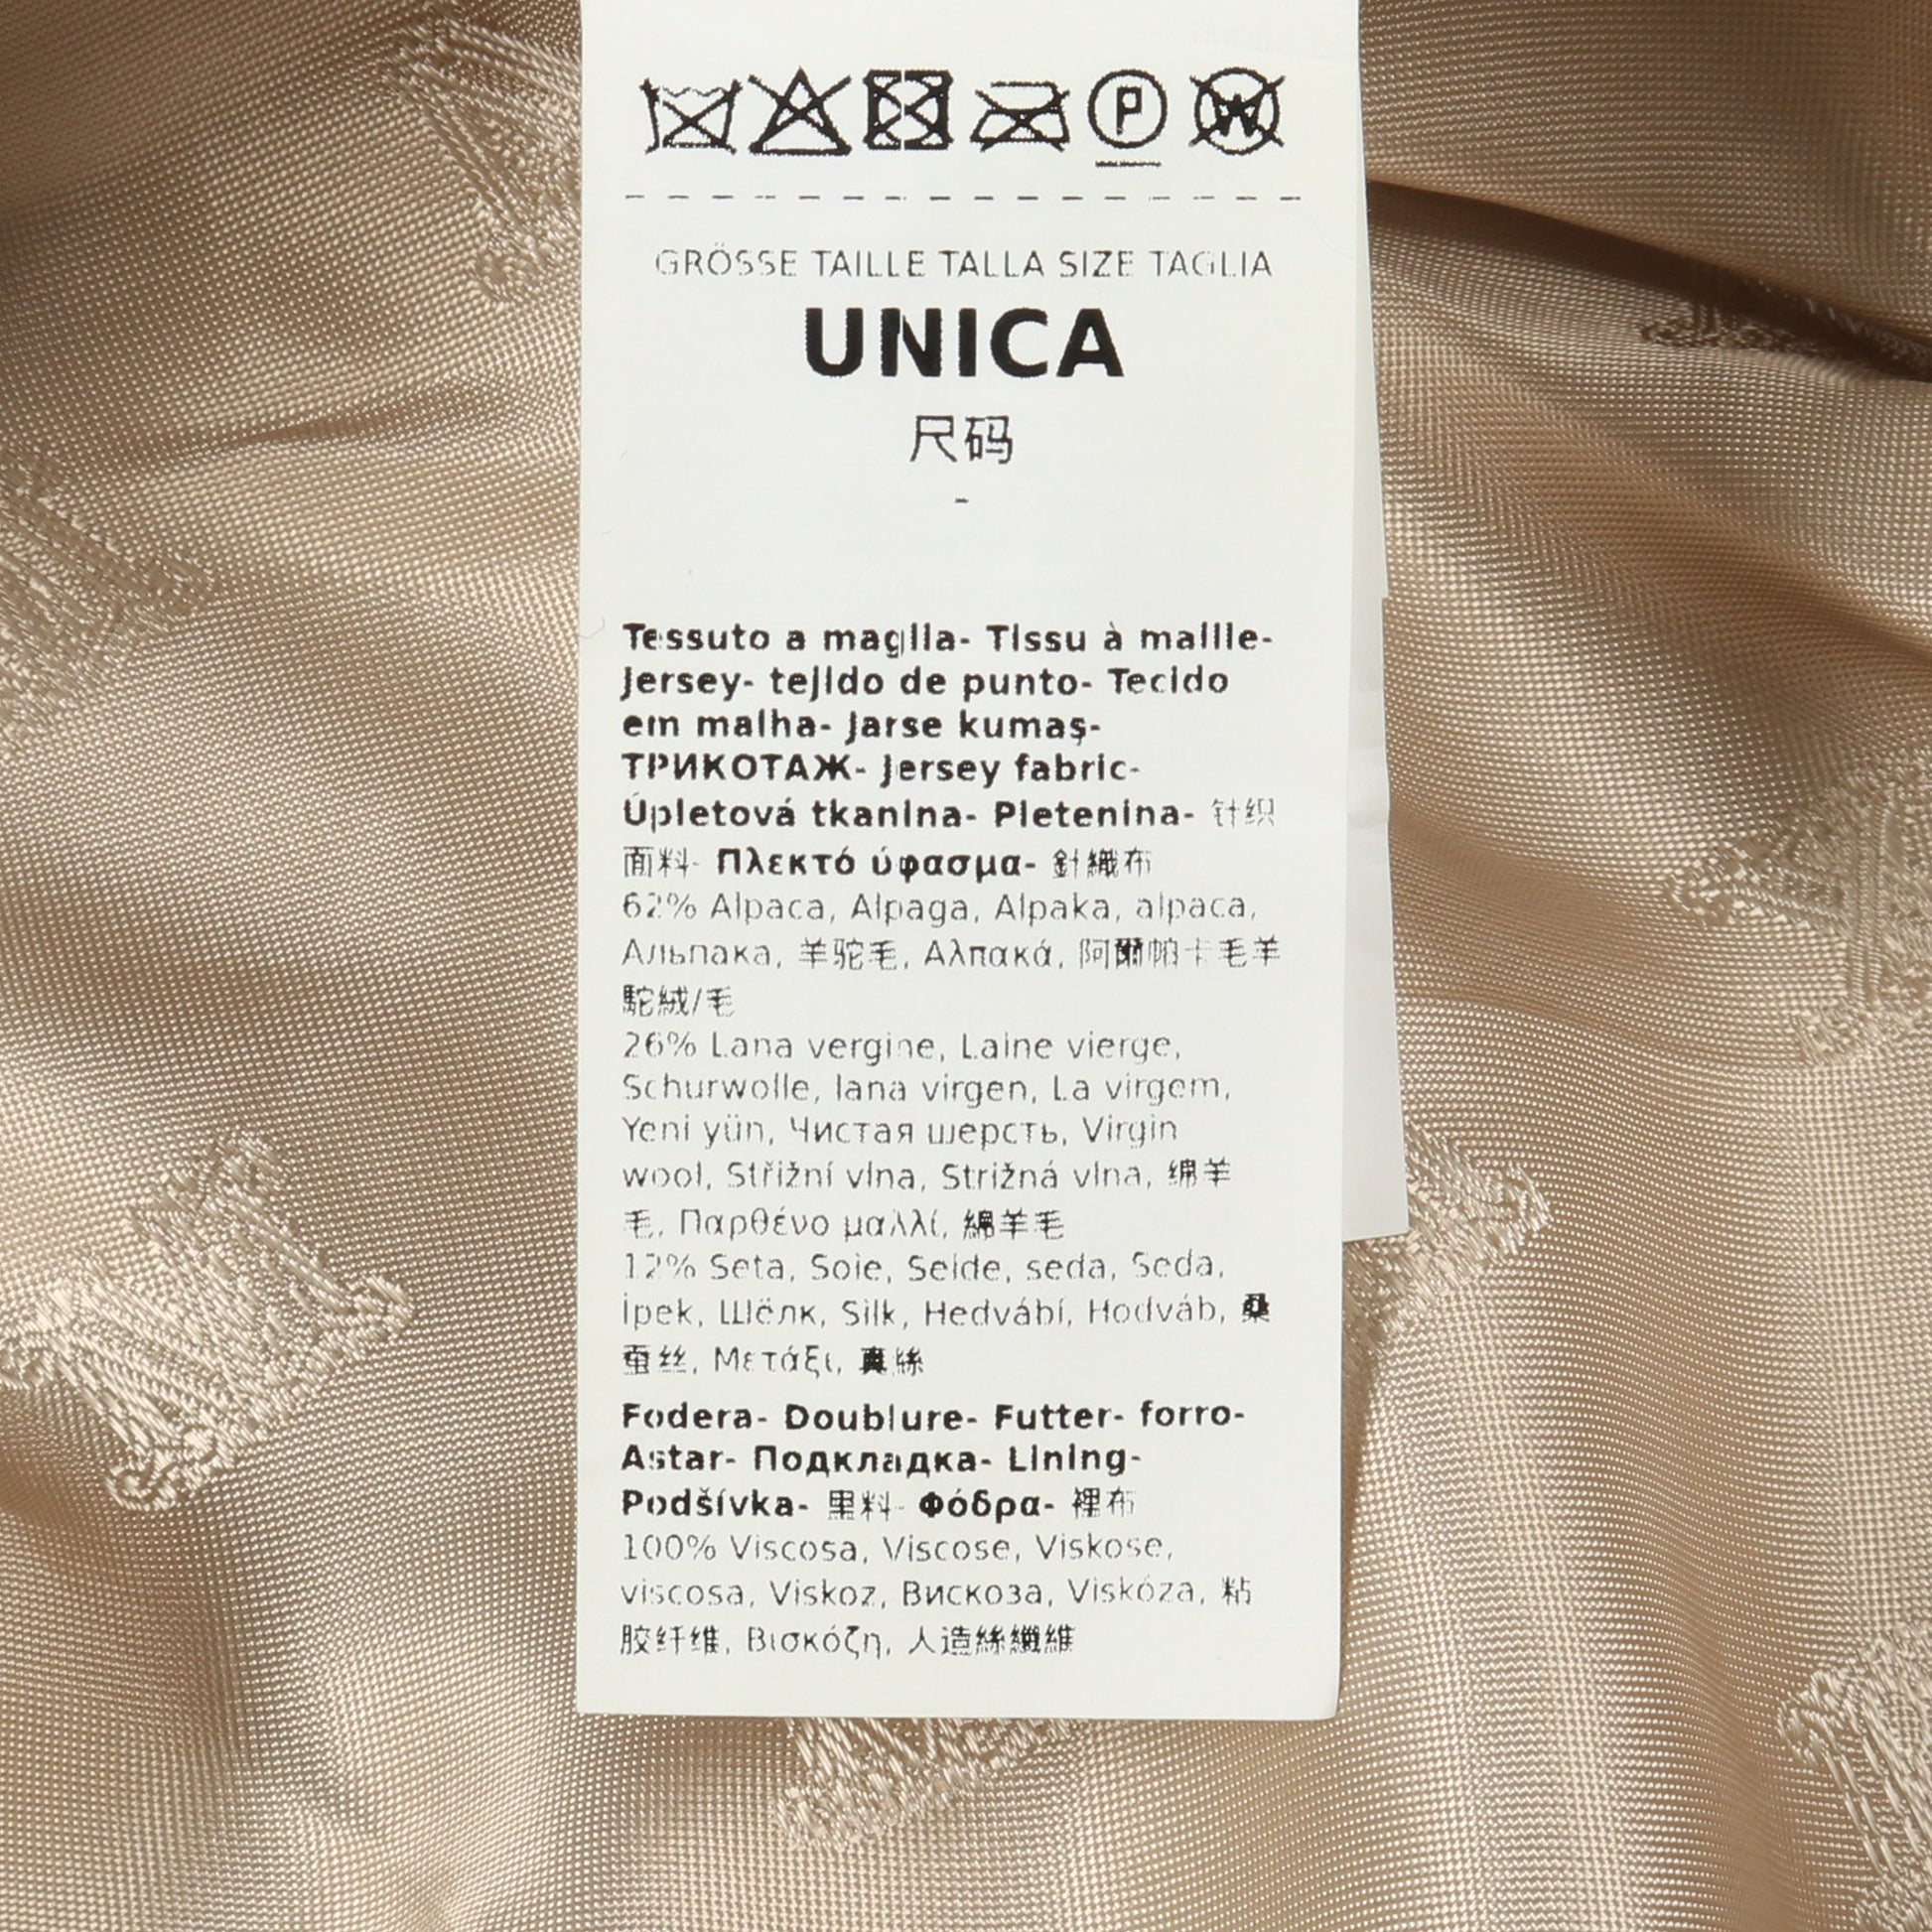 P W
GRÖSSE TAILLE TALLA SIZE TAGLIA
UNICA
尺码
-
Tessuto a maglia- Tissu à maille-
Jersey- tejido de punto- Tecido
em malha- Jarse kumaş-
ТРИКОТАЖ- Jersey fabric-
Úpletová tkanina- Pletenina- 针织
面料- Πλεκτό ύφασμα- 針織布
62% Alpaca, Alpaga, Alpaka, alpaca,
Альпака, 羊驼毛, Αλπακά, 阿爾帕卡毛羊
駝絨/毛
26% Lana vergine, Laine vierge,
Schurwolle, lana virgen, La virgem,
Yeni yün, Чистая шерсть, Virgin
wool, Střižní vlna, Strižná vlna, 绵羊
毛, Παρθένο μαλλί, 綿羊毛
12% Seta, Soie, Seide, seda, Seda,
İpek, Шёлк, Silk, Hedvábí, Hodváb, 桑
蚕丝, Μετάξι, 真絲
Fodera- Doublure- Futter- forro-
Astar- Подкладка- Lining-
Podšívka- 里料- Φόδρα- 裡布
100% Viscosa, Viscose, Viskose,
viscosa, Viskoz, Вискоза, Viskóza, 粘
胶纤维, Βισκόζη, 人造絲纖維